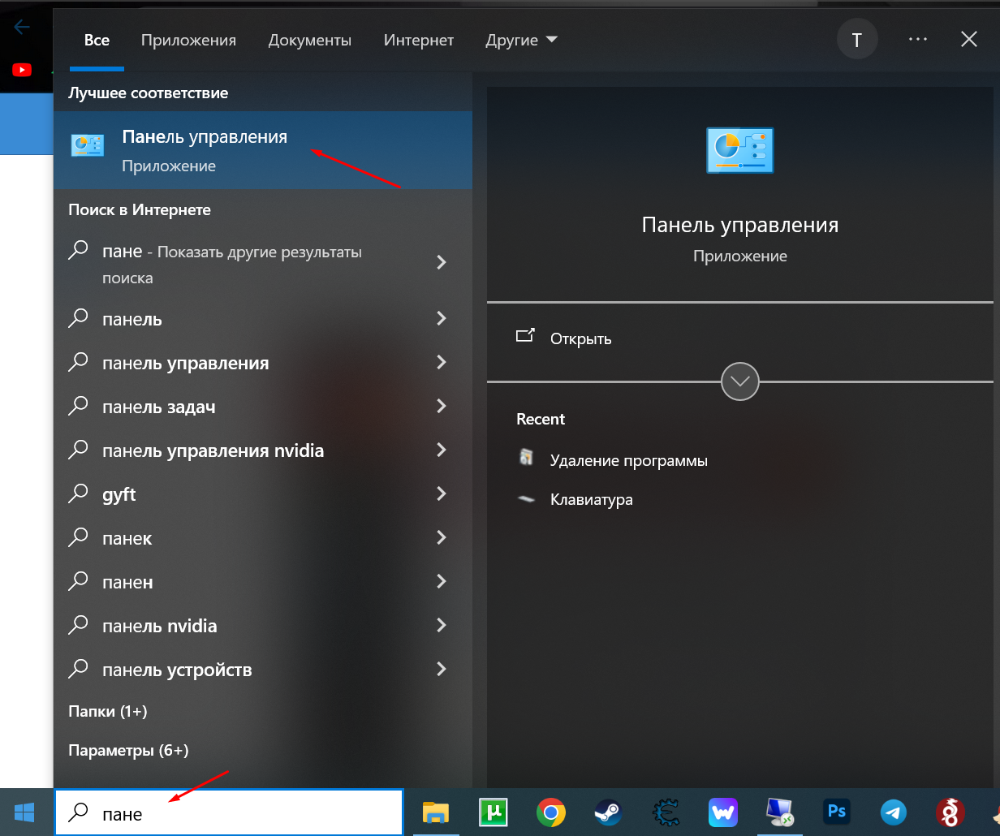 Все Приложения Документы Интернет Другие T
Лучшее соответствие
Панель управления
Приложение
Поиск в Интернете
пане - Показать другие результаты
поиска
панель
панель управления
панель задач
панель управления nvidia
gyft
панек
панен
панель nvidia
панель устройств
Папки (1+)
Параметры (6+)
Панель управления
Приложение
Открыть
Recent
Удаление программы
Клавиатура
пане
µ
Ps